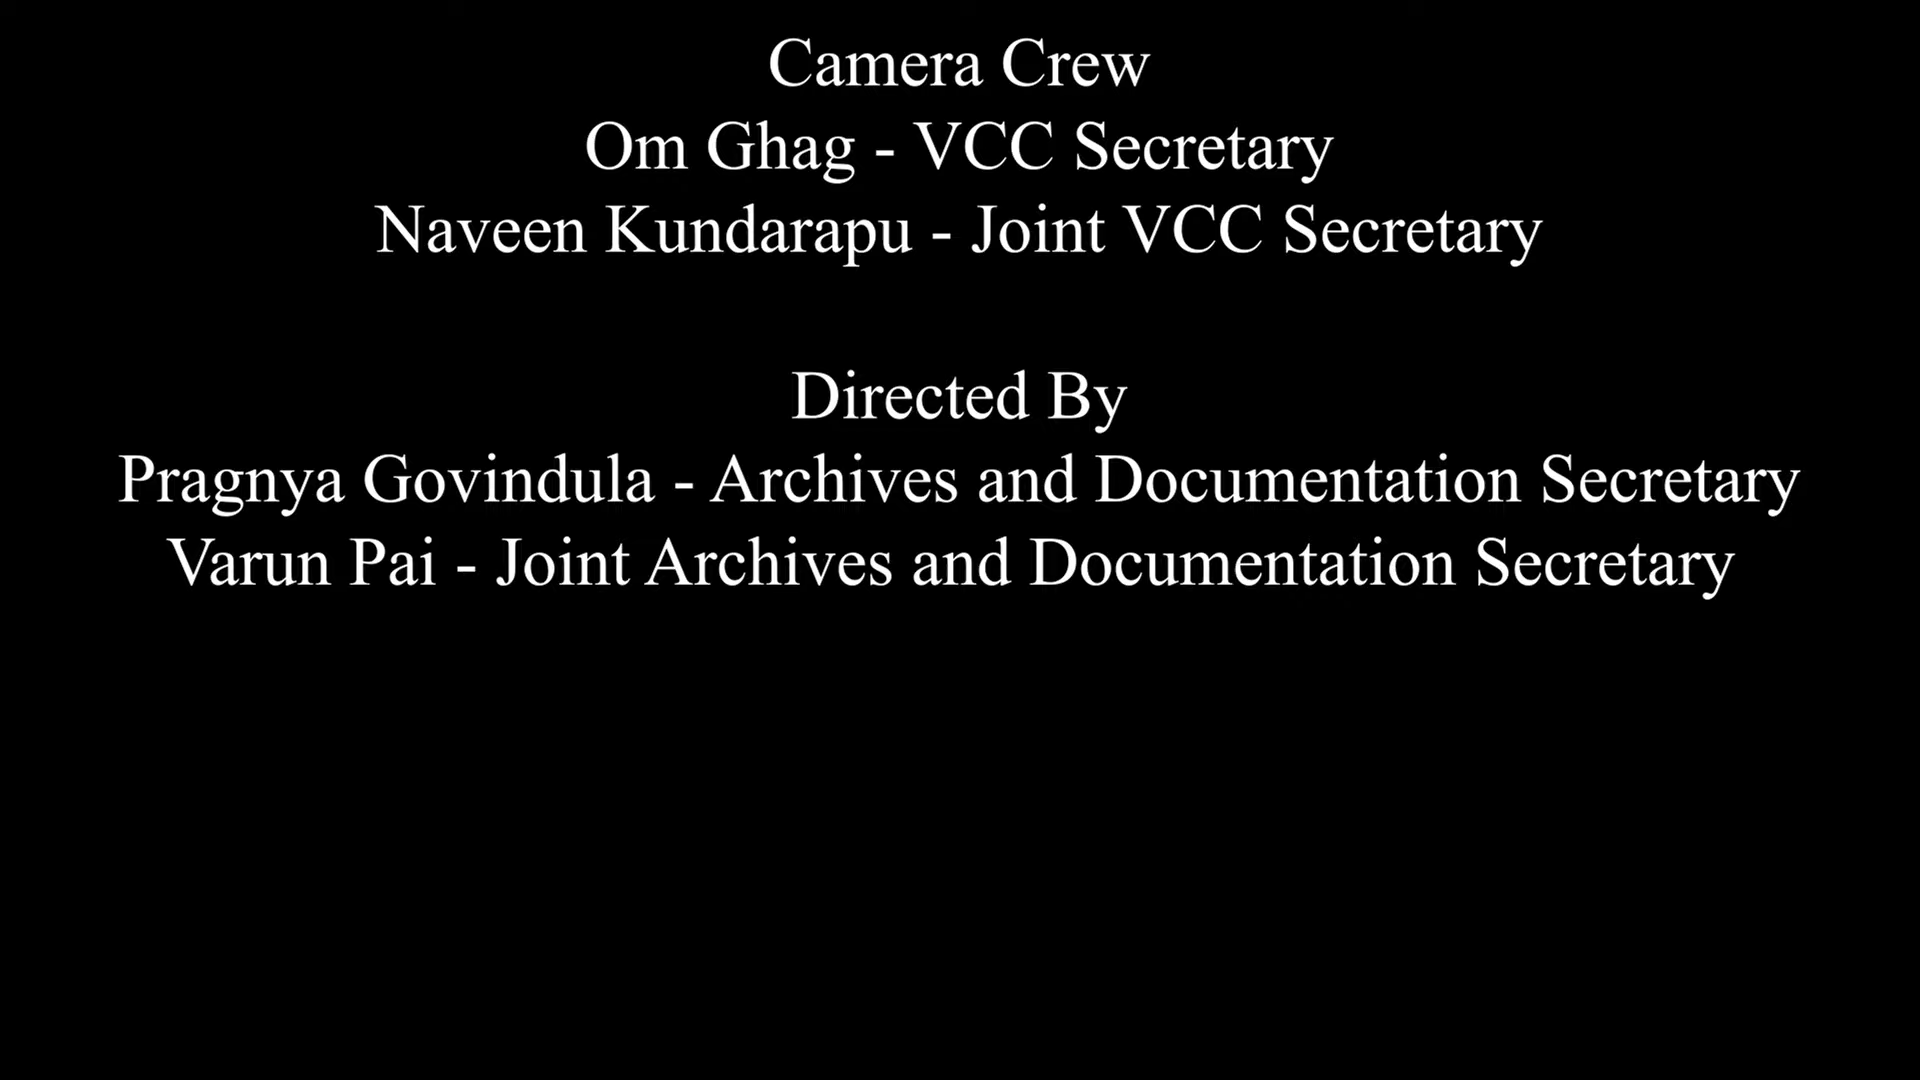 Camera Crew
Om Ghag - VCC Secretary
Naveen Kundarapu - Joint VCC Secretary
Directed By
Pragnya Govindula - Archives and Documentation Secretary
Varun Pai - Joint Archives and Documentation Secretary